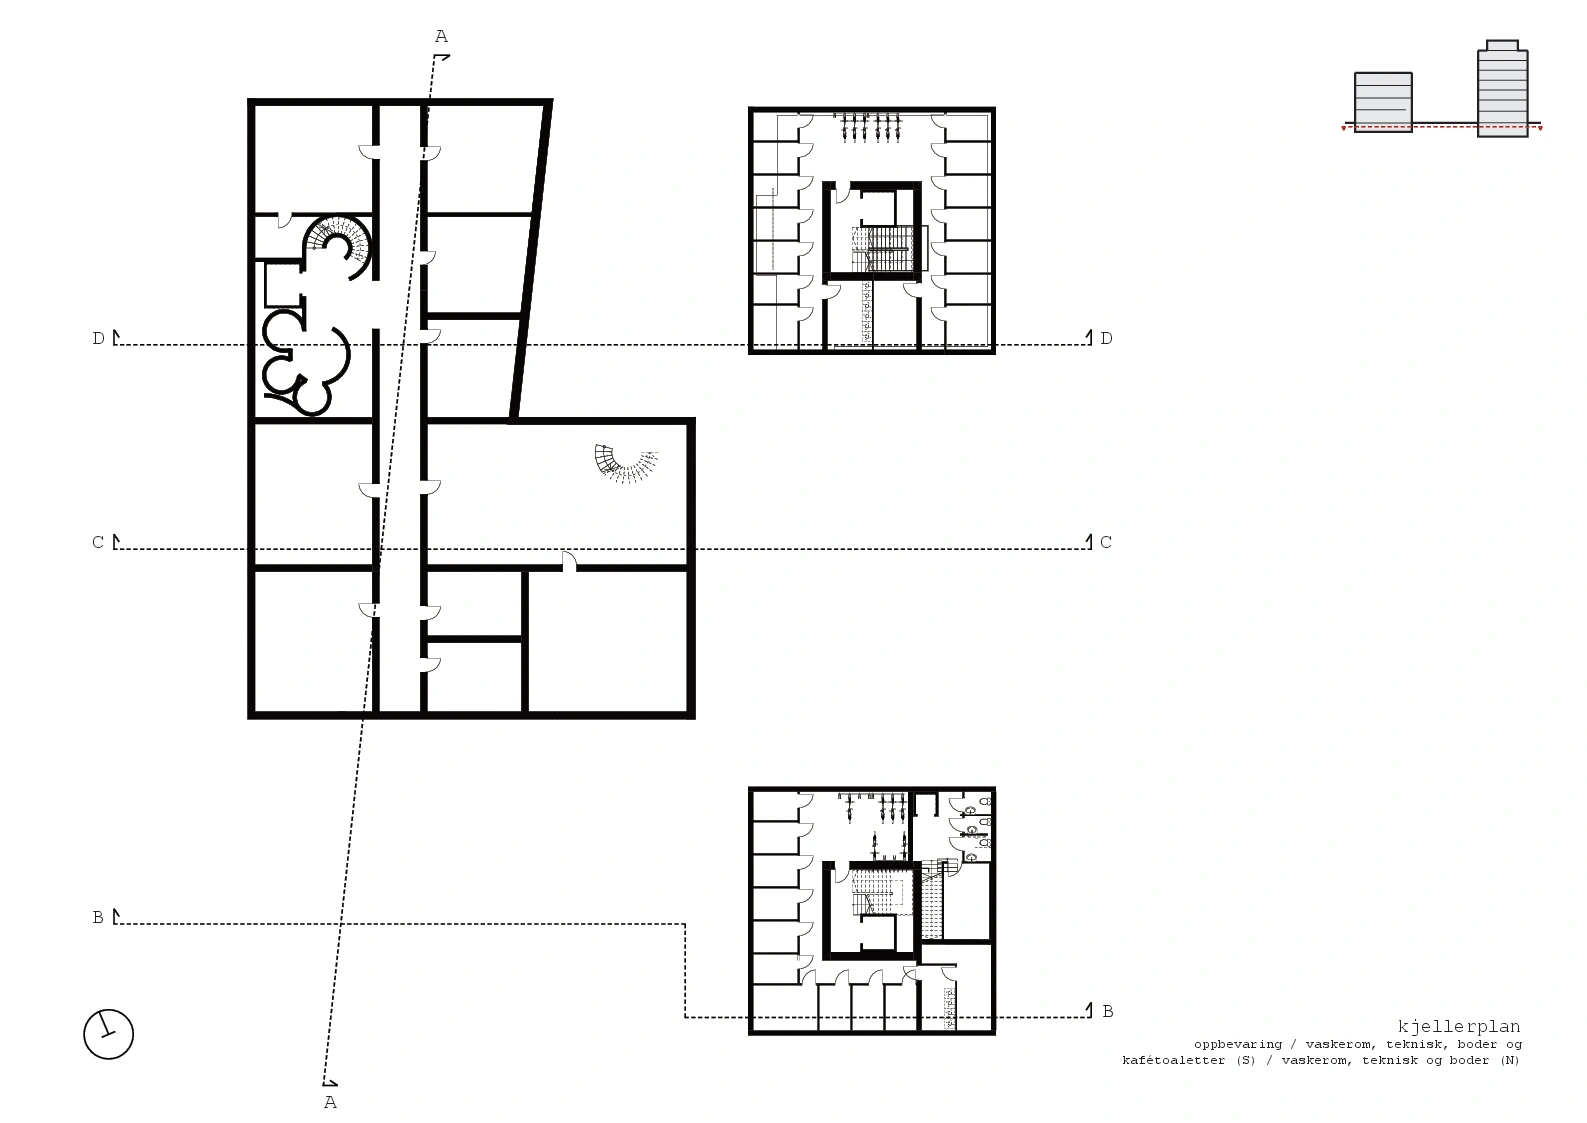 A
D
D
C
C
B
B
A
kjellerplan
oppbevaring / vaskerom, teknisk, boder og
kafétoaletter (S) / vaskerom, teknisk og boder (N)